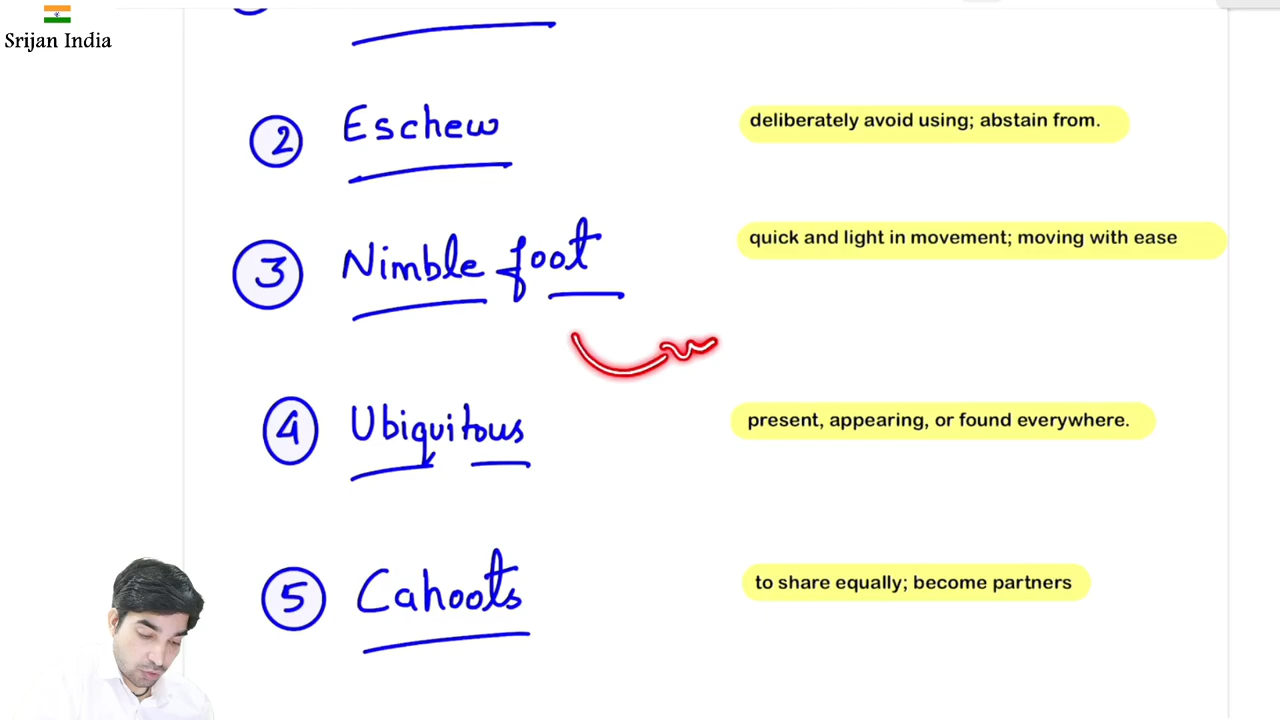 Srijan India
2 Eschew deliberately avoid using; abstain from.
3 Nimble foot quick and light in movement; moving with ease
4 Ubiquitous present, appearing, or found everywhere.
5 Cahoots to share equally; become partners